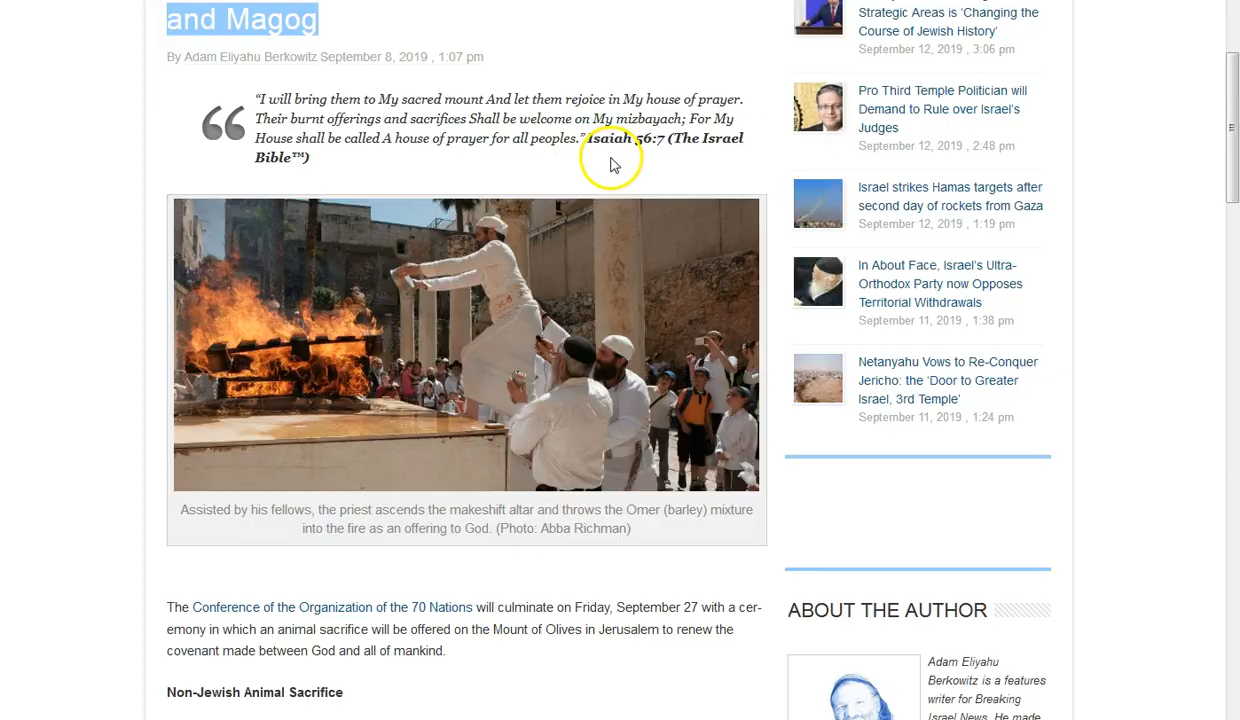 and Magog
By Adam Eliyahu Berkowitz September 8, 2019 , 1:07 pm
“I will bring them to My sacred mount And let them rejoice in My house of prayer.
Their burnt offerings and sacrifices Shall be welcome on My mizbayach; For My
House shall be called A house of prayer for all peoples.” Isaiah 56:7 (The Israel
Bible™)
Assisted by his fellows, the priest ascends the makeshift altar and throws the Omer (barley) mixture
into the fire as an offering to God. (Photo: Abba Richman)
The Conference of the Organization of the 70 Nations will culminate on Friday, September 27 with a cer-
emony in which an animal sacrifice will be offered on the Mount of Olives in Jerusalem to renew the
covenant made between God and all of mankind.
Non-Jewish Animal Sacrifice
Strategic Areas is ‘Changing the
Course of Jewish History’
September 12, 2019 , 3:06 pm
Pro Third Temple Politician will
Demand to Rule over Israel’s
Judges
September 12, 2019 , 2:48 pm
Israel strikes Hamas targets after
second day of rockets from Gaza
September 12, 2019 , 1:19 pm
In About Face, Israel’s Ultra-
Orthodox Party now Opposes
Territorial Withdrawals
September 11, 2019 , 1:38 pm
Netanyahu Vows to Re-Conquer
Jericho: the ‘Door to Greater
Israel, 3rd Temple’
September 11, 2019 , 1:24 pm
ABOUT THE AUTHOR
Adam Eliyahu
Berkowitz is a features
writer for Breaking
Israel News. He made